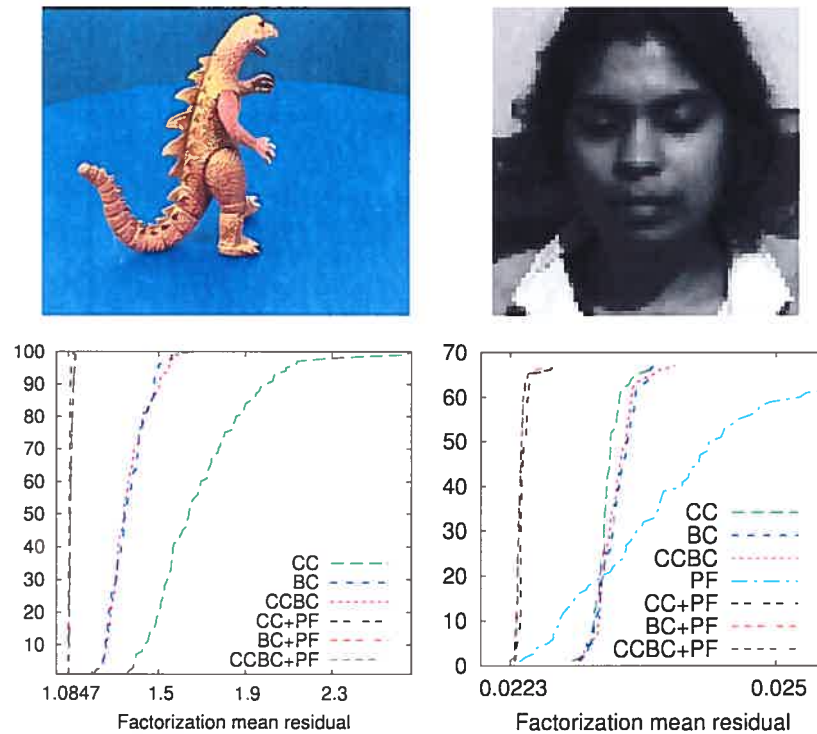 100
90
80
70
60
50
40
30
20
10
CC
BC
CCBC
CC+PF
BC+PF
CCBC+PF
1.0847 1.5 1.9 2.3
Factorization mean residual
70
60
50
40
30
20
10
0
CC
BC
CCBC
PF
CC+PF
BC+PF
CCBC+PF
0.0223 0.025
Factorization mean residual